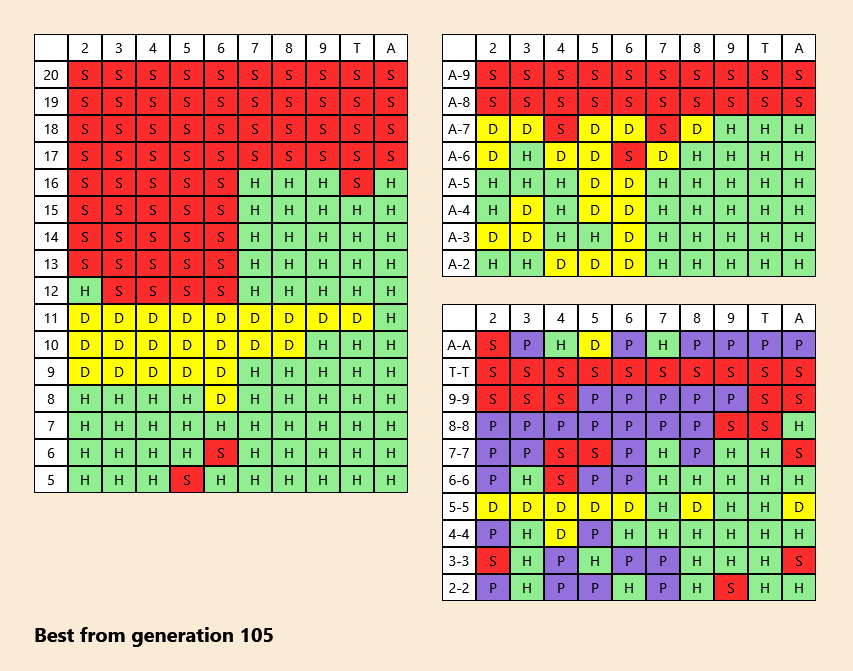 2 3 4 5 6 7 8 9 T A
20 S S S S S S S S S S
19 S S S S S S S S S S
18 S S S S S S S S S S
17 S S S S S S S S S S
16 S S S S S H H H S H
15 S S S S S H H H H H
14 S S S S S H H H H H
13 S S S S S H H H H H
12 H S S S S H H H H H
11 D D D D D D D D D H
10 D D D D D D D H H H
9 D D D D D H H H H H
8 H H H H D H H H H H
7 H H H H H H H H H H
6 H H H H S H H H H H
5 H H H S H H H H H H
2 3 4 5 6 7 8 9 T A
A-9 S S S S S S S S S S
A-8 S S S S S S S S S S
A-7 D D S D D S D H H H
A-6 D H D D S D H H H H
A-5 H H H D D H H H H H
A-4 H D H D D H H H H H
A-3 D D H H D H H H H H
A-2 H H D D D H H H H H
2 3 4 5 6 7 8 9 T A
A-A S P H D P H P P P P
T-T S S S S S S S S S S
9-9 S S S P P P P P S S
8-8 P P P P P P P S S H
7-7 P P S S P H P H H S
6-6 P H S P P H H H H H
5-5 D D D D D H D H H D
4-4 P H D P H H H H H H
3-3 S H P H P P H H H S
2-2 P H P P H P H S H H
Best from generation 105